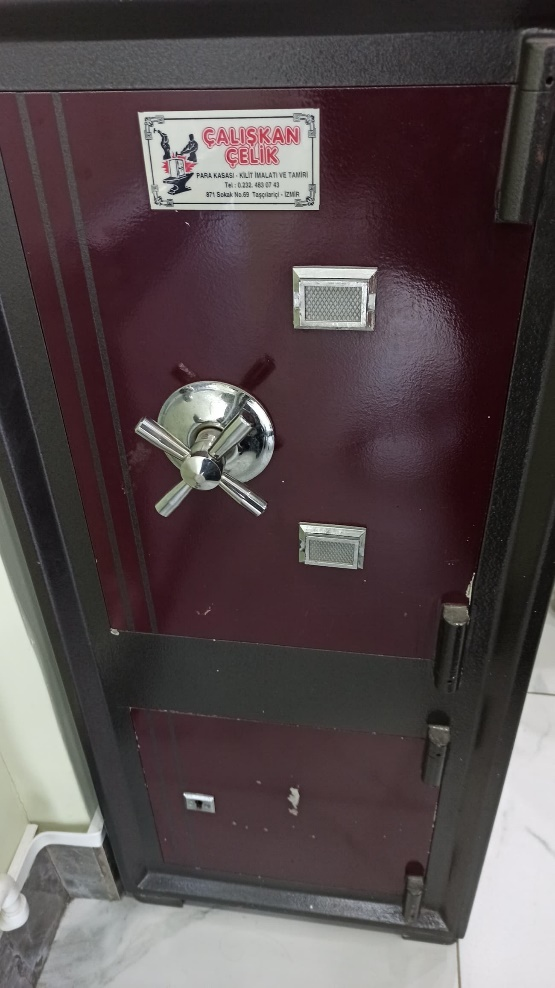 ÇALIŞKAN
ÇELİK
PARA KASASI - KİLİT İMALATI VE TAMİRİ
Tel : 0.232. 483 07 43
871 Sokak No.69 Taşçılariçi - İZMİR